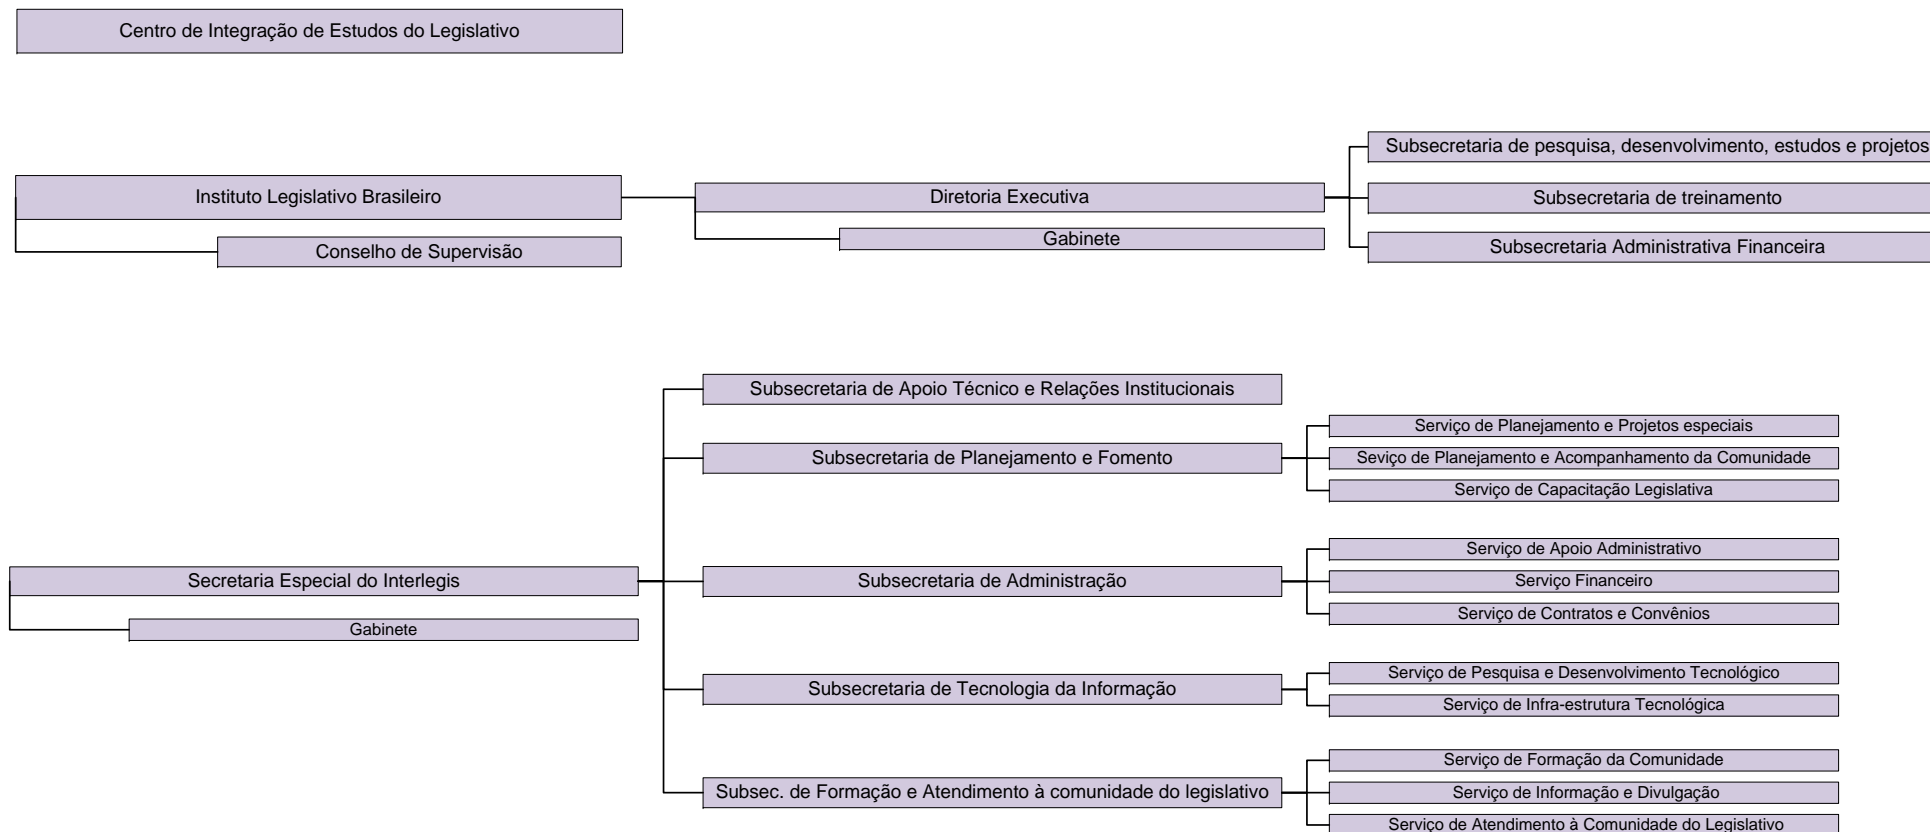 Centro de Integração de Estudos do Legislativo
Instituto Legislativo Brasileiro
Conselho de Supervisão
Diretoria Executiva
Gabinete
Subsecretaria de pesquisa, desenvolvimento, estudos e projetos
Subsecretaria de treinamento
Subsecretaria Administrativa Financeira
Secretaria Especial do Interlegis
Gabinete
Subsecretaria de Apoio Técnico e Relações Institucionais
Subsecretaria de Planejamento e Fomento
Serviço de Planejamento e Projetos especiais
Seviço de Planejamento e Acompanhamento da Comunidade
Serviço de Capacitação Legislativa
Subsecretaria de Administração
Serviço de Apoio Administrativo
Serviço Financeiro
Serviço de Contratos e Convênios
Subsecretaria de Tecnologia da Informação
Serviço de Pesquisa e Desenvolvimento Tecnológico
Serviço de Infra-estrutura Tecnológica
Subsec. de Formação e Atendimento à comunidade do legislativo
Serviço de Formação da Comunidade
Serviço de Informação e Divulgação
Serviço de Atendimento à Comunidade do Legislativo